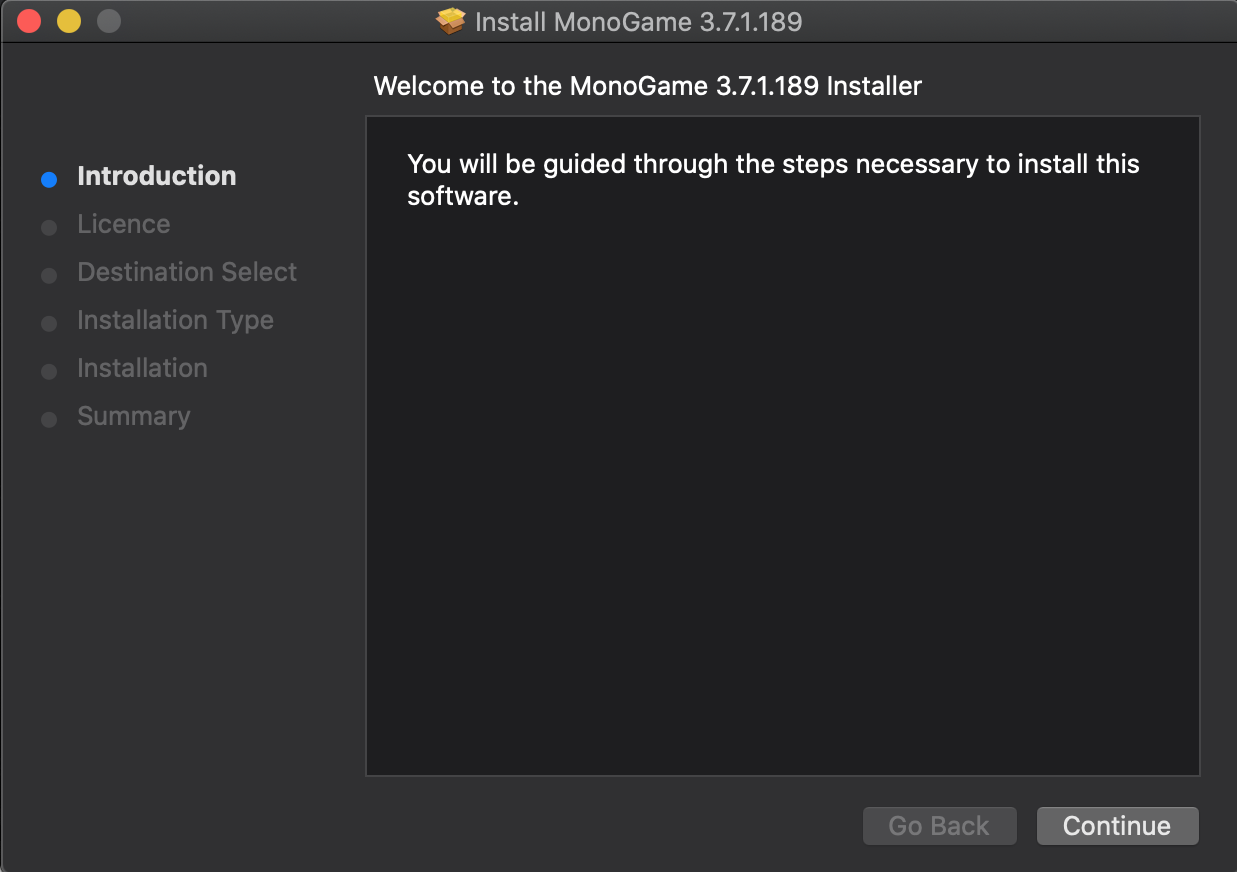 Install MonoGame 3.7.1.189
Welcome to the MonoGame 3.7.1.189 Installer
Introduction
Licence
Destination Select
Installation Type
Installation
Summary
You will be guided through the steps necessary to install this
software.
Go Back
Continue